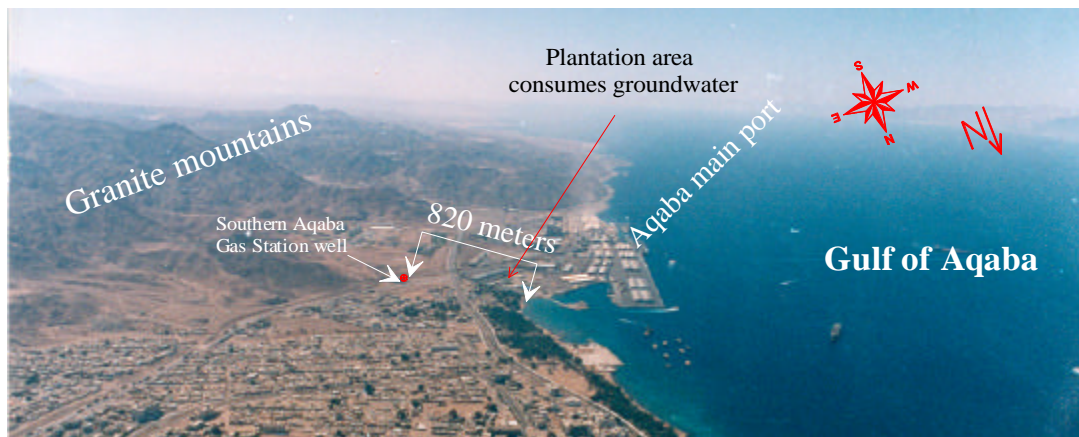 Plantation area
consumes groundwater
S
W
E
N
N
Granite mountains
Aqaba main port
Southern Aqaba
Gas Station well
820 meters
Gulf of Aqaba